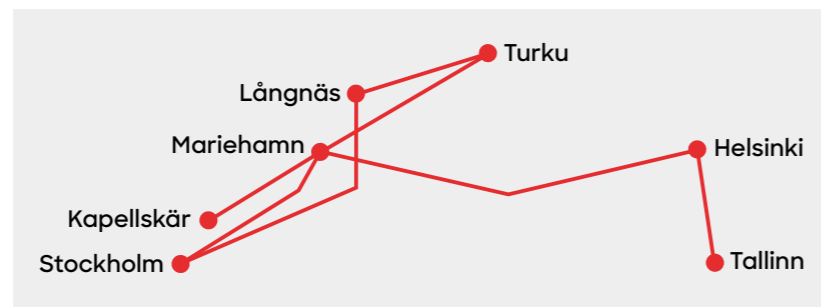 Turku
Långnäs
Mariehamn
Helsinki
Kapellskär
Stockholm
Tallinn